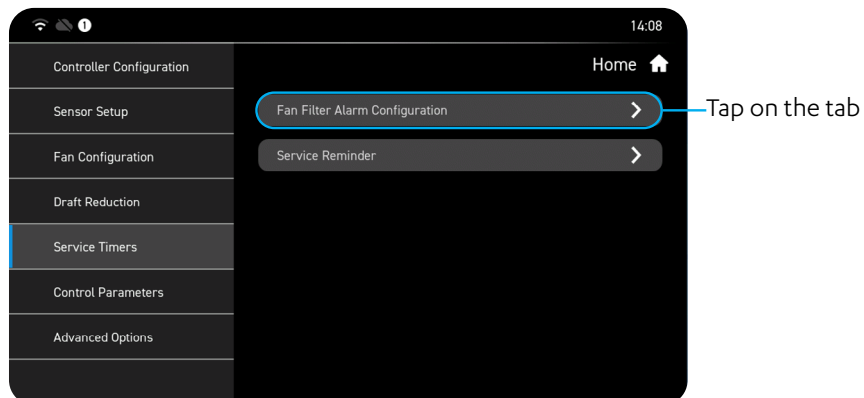 1
14:08
Home
Controller Configuration
Sensor Setup
Fan Configuration
Draft Reduction
Service Timers
Control Parameters
Advanced Options
Fan Filter Alarm Configuration
Service Reminder
Tap on the tab